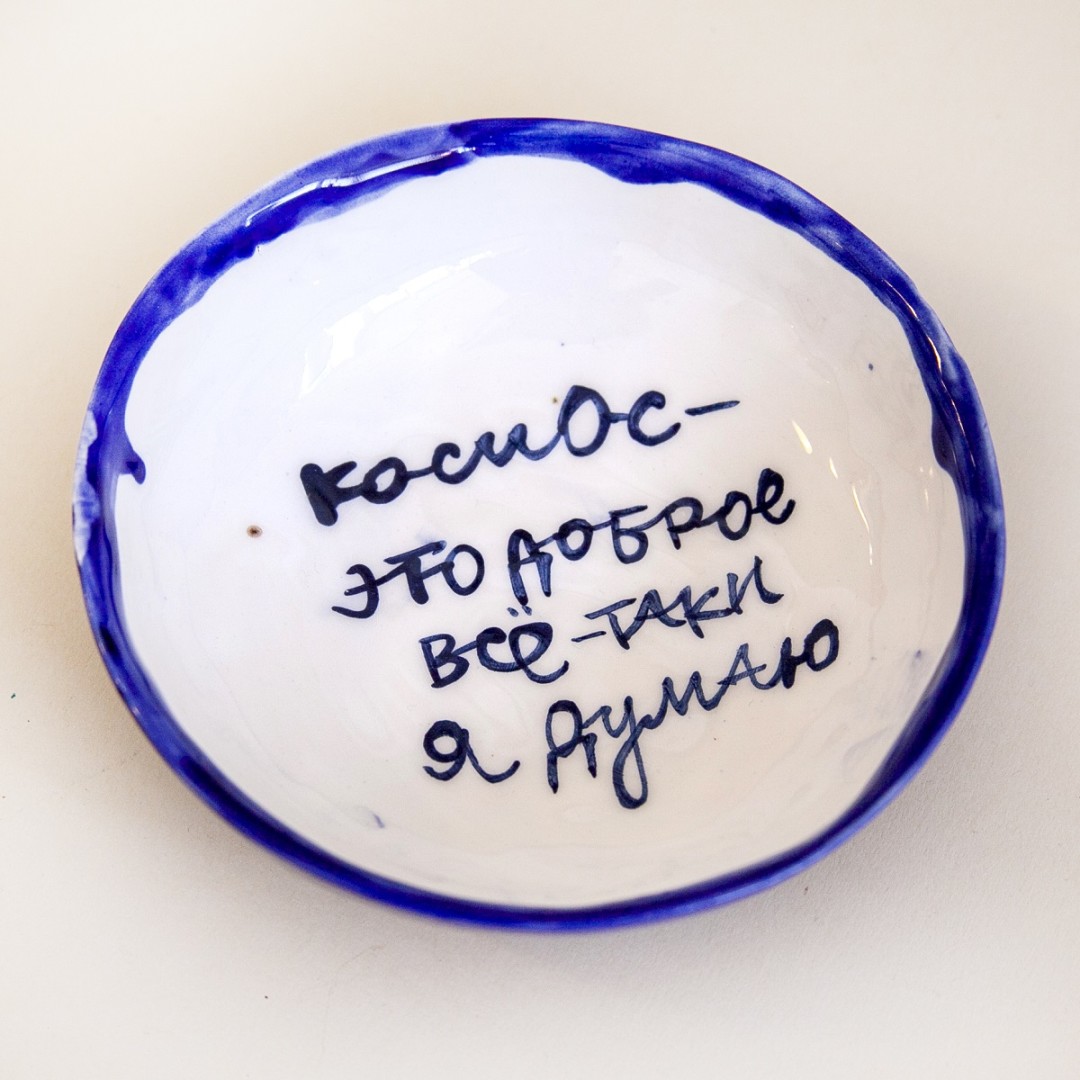 космОс-
это доброе
всё-таки
я думаю